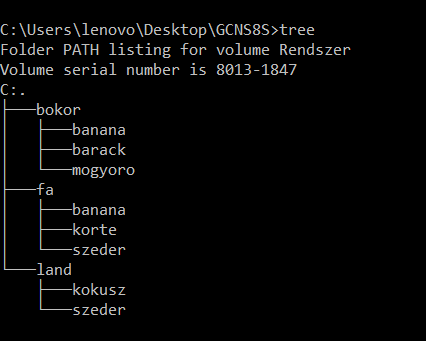 C:\Users\lenovo\Desktop\GCNS8S>tree
Folder PATH listing for volume Rendszer
Volume serial number is 8013-1847
C:.
├───bokor
│   ├───banana
│   ├───barack
│   └───mogyoro
├───fa
│   ├───banana
│   ├───korte
│   └───szeder
└───land
    ├───kokusz
    └───szeder